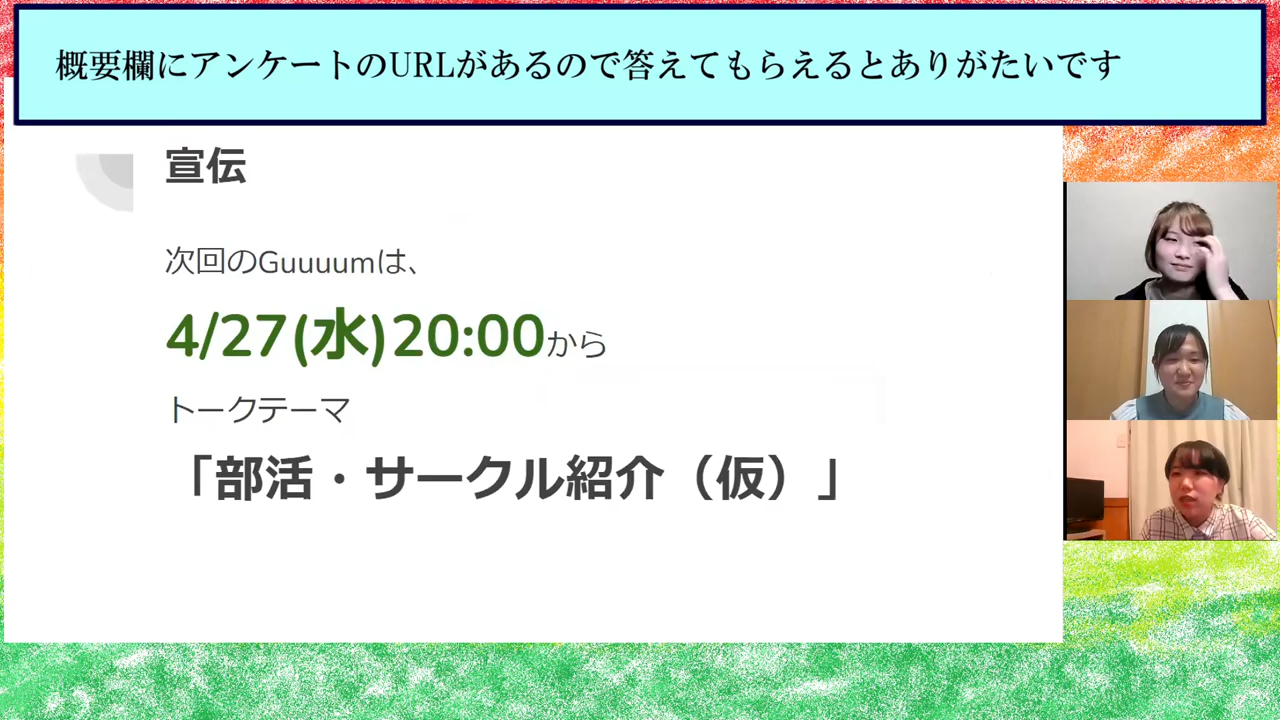 概要欄にアンケートのURLがあるので答えてもらえるとありがたいです
宣伝
次回のGuuuumは、
4/27(水)20:00から
トークテーマ
「部活・サークル紹介（仮）」